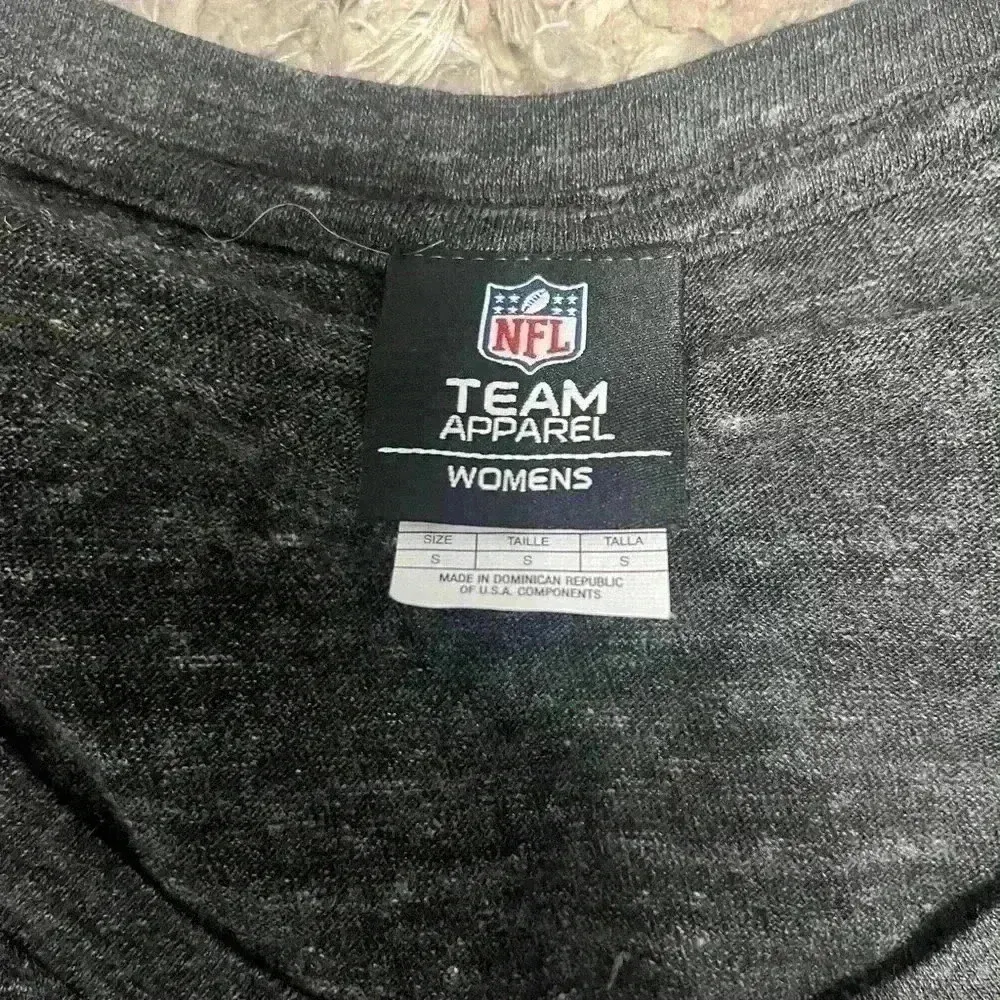 NFL
TEAM
APPAREL
WOMENS
SIZE TAILLE TALLA
S S S
MADE IN DOMINICAN REPUBLIC
OF U.S.A. COMPONENTS